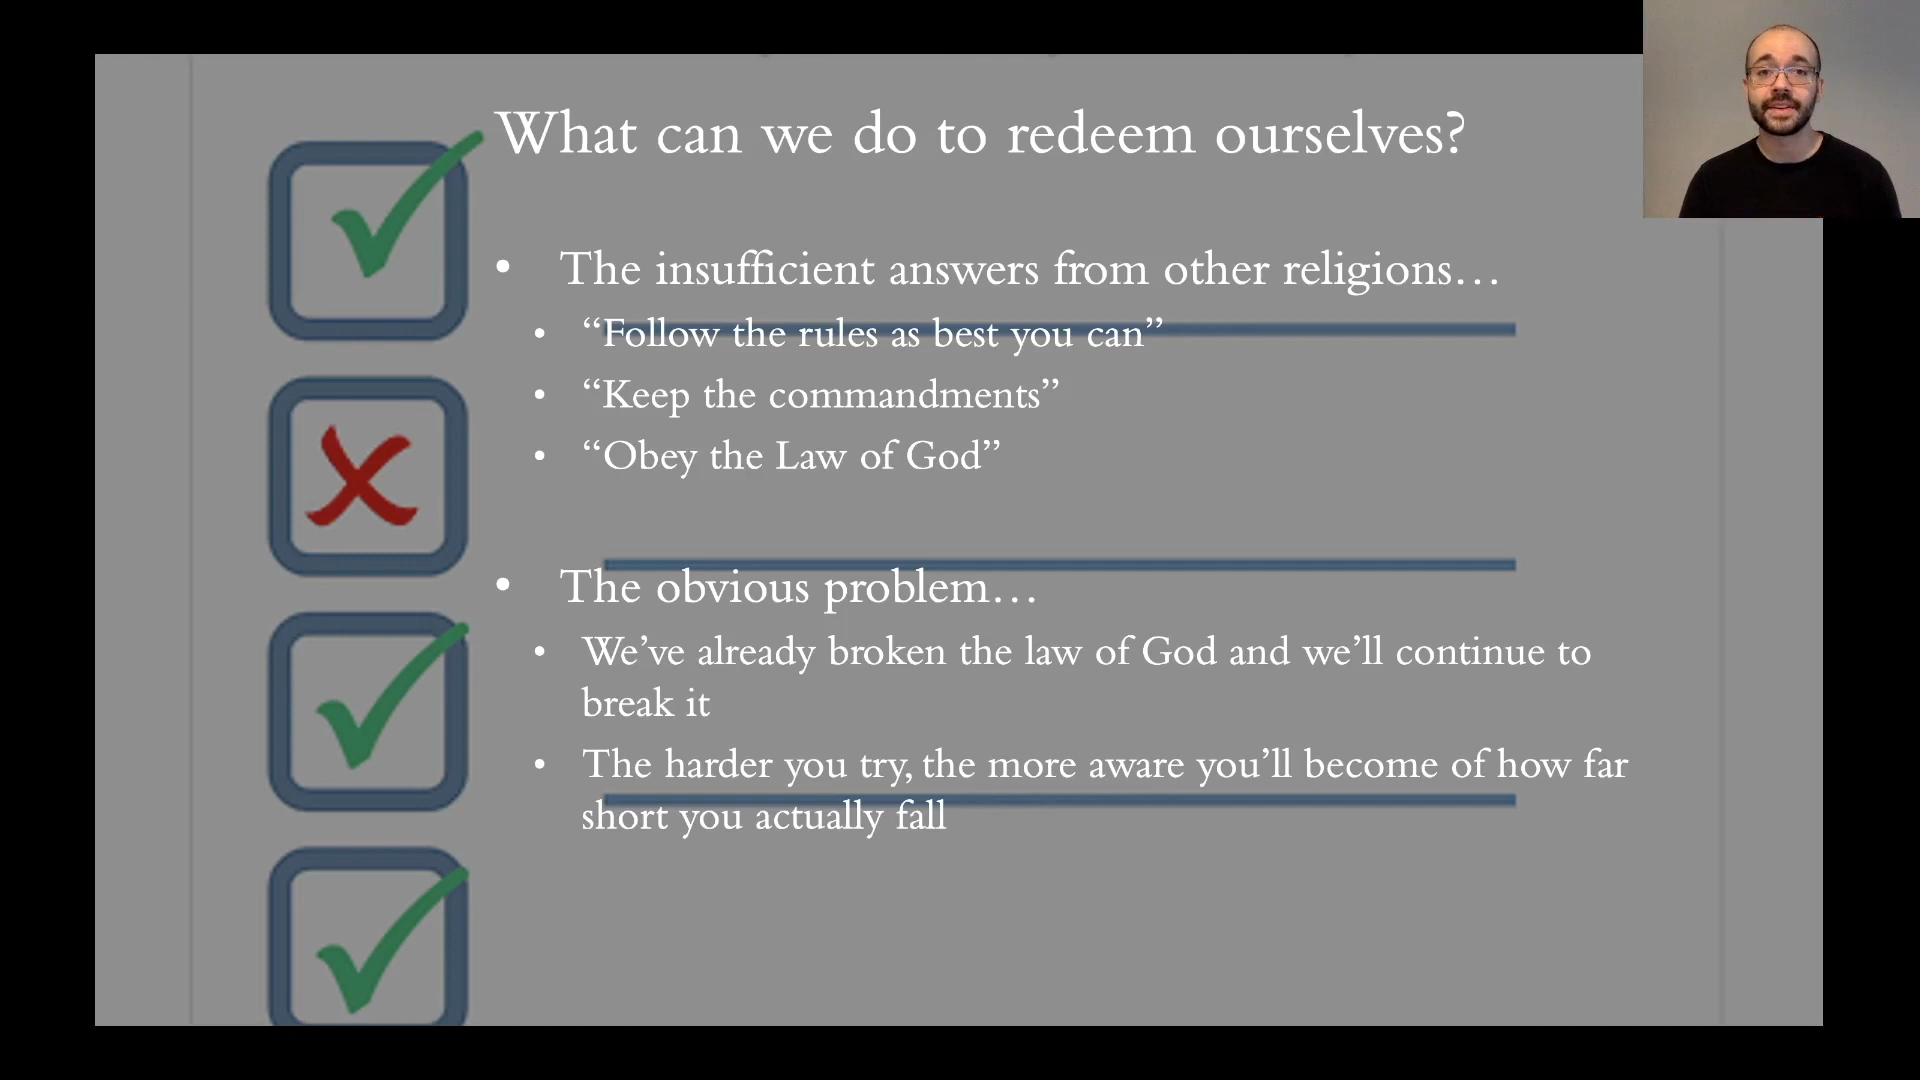 What can we do to redeem ourselves?
• The insufficient answers from other religions…
• “Follow the rules as best you can”
• “Keep the commandments”
• “Obey the Law of God”
• The obvious problem…
• We’ve already broken the law of God and we’ll continue to
break it
• The harder you try, the more aware you’ll become of how far
short you actually fall